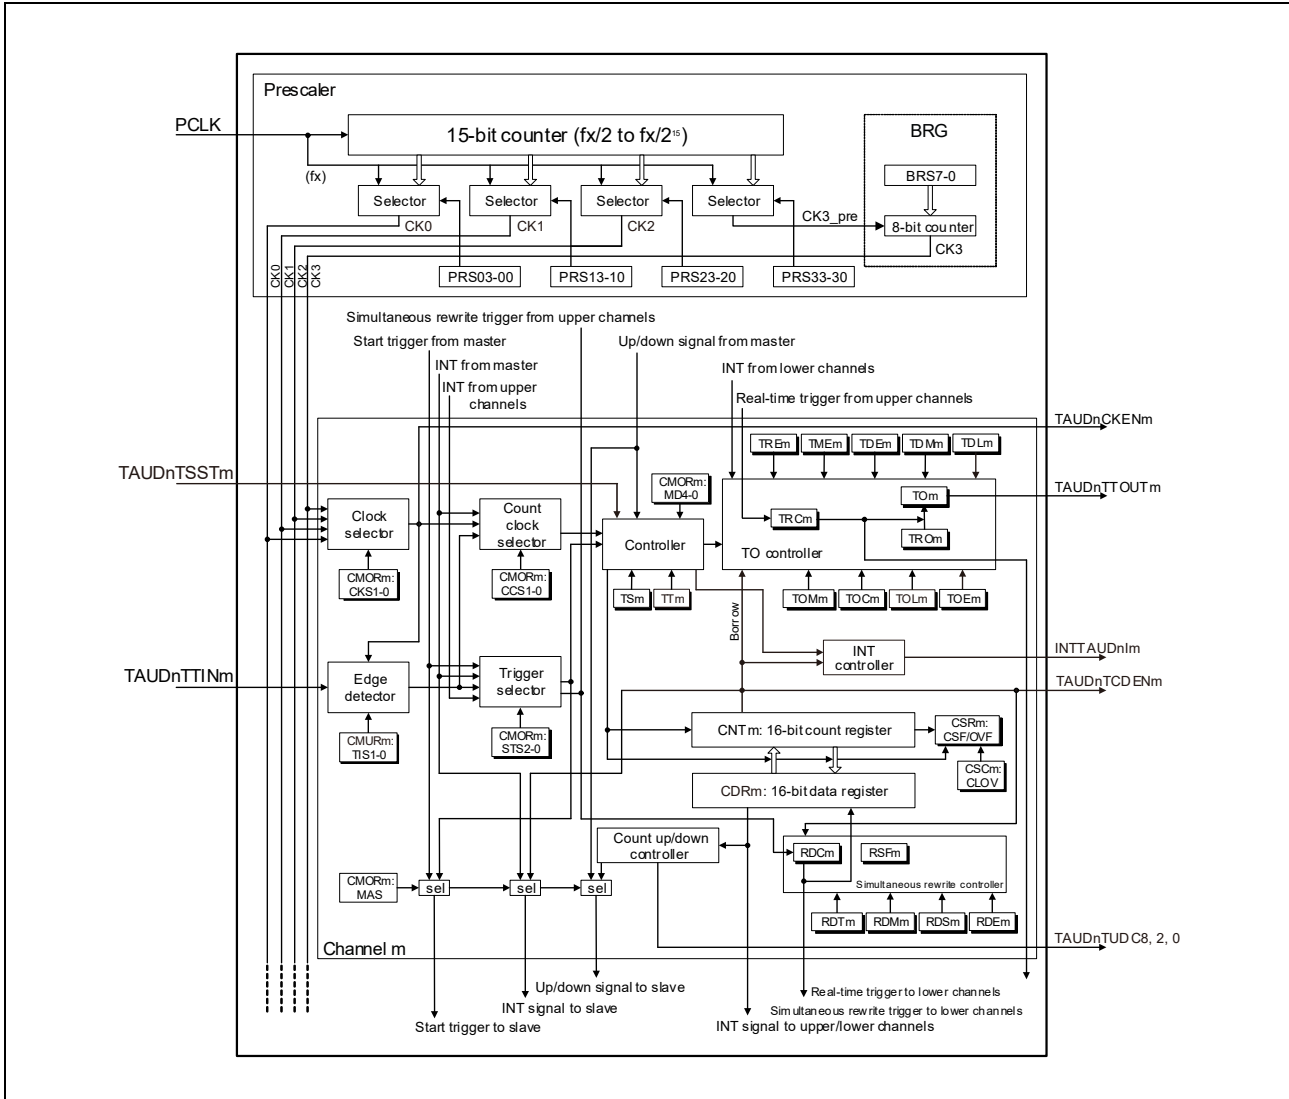 Prescaler
PCLK
15-bit counter (fx/2 to fx/2¹⁵)
BRG
BRS7-0
(fx)
Selector
Selector
Selector
Selector
CK3_pre
8-bit counter
CK0
CK1
CK2
CK3
CK0
CK1
CK2
CK3
PRS03-00
PRS13-10
PRS23-20
PRS33-30
Simultaneous rewrite trigger from upper channels
Start trigger from master
Up/down signal from master
INT from master
INT from lower channels
INT from upper
channels
Real-time trigger from upper channels
TAUDnCKENm
TREm
TMEm
TDEm
TDMm
TDLm
TAUDnTSSTm
CMORm:
MD4-0
TAUDnTTOUTm
Clock
selector
Count
clock
selector
Controller
TRCm
TOm
TROm
TO controller
CMORm:
CKS1-0
CMORm:
CCS1-0
TSm
TTm
TOMm
TOCm
TOLm
TOEm
Borrow
INT
controller
INTTAUDnIm
TAUDnTTINm
Edge
detector
Trigger
selector
TAUDnTCDENm
CMURm:
TIS1-0
CMORm:
STS2-0
CNTm: 16-bit count register
CSRm:
CSF/OVF
CSCm:
CLOV
CDRm: 16-bit data register
Count up/down
controller
RDCm
RSFm
Simultaneous rewrite controller
CMORm:
MAS
sel
sel
sel
RDTm
RDMm
RDSm
RDEm
Channel m
TAUDnTUDC8, 2, 0
Up/down signal to slave
INT signal to slave
Start trigger to slave
Real-time trigger to lower channels
Simultaneous rewrite trigger to lower channels
INT signal to upper/lower channels